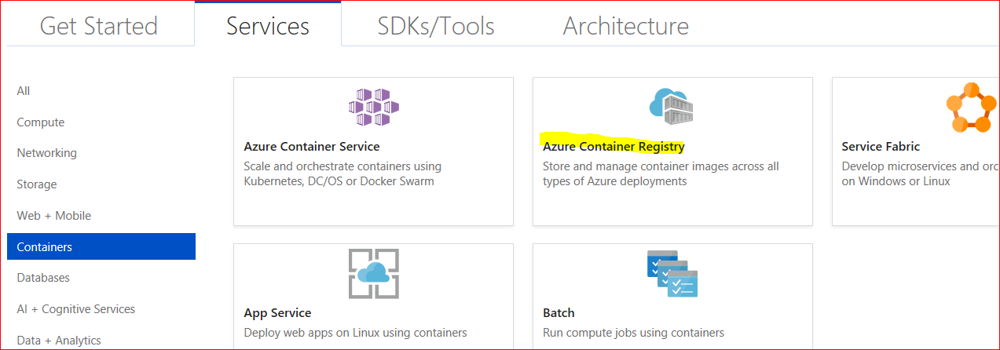 Get Started
Services
SDKs/Tools
Architecture
All
Compute
Networking
Storage
Web + Mobile
Containers
Databases
AI + Cognitive Services
Data + Analytics
Azure Container Service
Scale and orchestrate containers using
Kubernetes, DC/OS or Docker Swarm
Azure Container Registry
Store and manage container images across all
types of Azure deployments
Service Fabric
Develop microservices and orc
on Windows or Linux
App Service
Deploy web apps on Linux using containers
Batch
Run compute jobs using containers